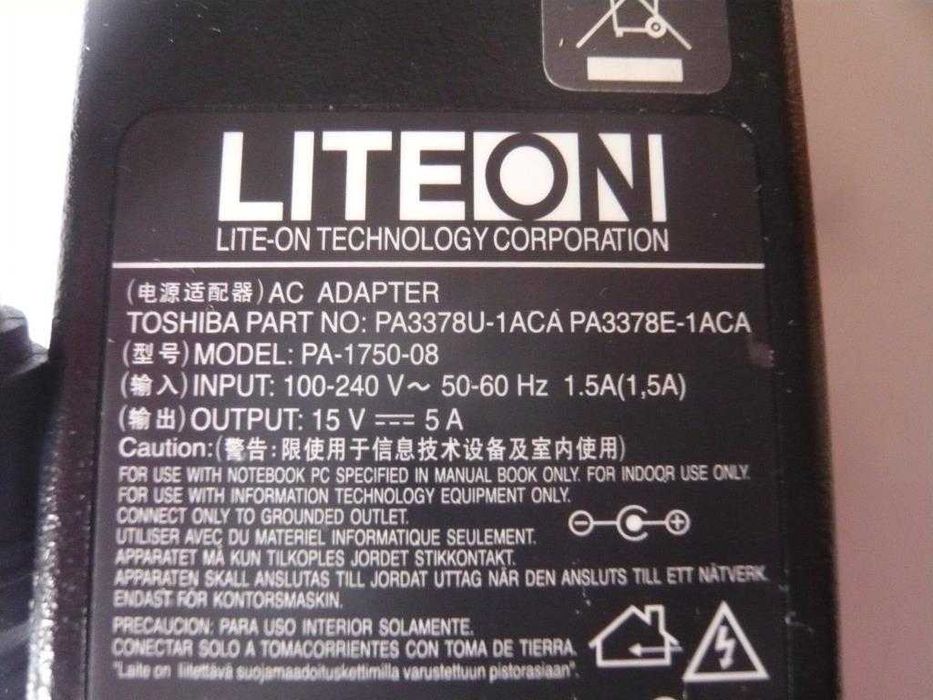 LITEON
LITE-ON TECHNOLOGY CORPORATION
(电源适配器) AC ADAPTER
TOSHIBA PART NO: PA3378U-1ACA PA3378E-1ACA
(型号) MODEL: PA-1750-08
(输入) INPUT: 100-240 V～ 50-60 Hz 1.5A(1,5A)
(输出) OUTPUT: 15 V ⎓ 5 A
Caution:(警告:限使用于信息技术设备及室内使用)
FOR USE WITH NOTEBOOK PC SPECIFIED IN MANUAL BOOK ONLY. FOR INDOOR USE ONLY.
FOR USE WITH INFORMATION TECHNOLOGY EQUIPMENT ONLY.
CONNECT ONLY TO GROUNDED OUTLET.
UTILISER AVEC DU MATERIEL INFORMATIQUE SEULEMENT.
APPARATET MA KUN TILKOPLES JORDET STIKKONTAKT.
APPARATEN SKALL ANSLUTAS TILL JORDAT UTTAG NÄR DEN ANSLUTS TILL ETT NÄTVERK.
ENDAST FÖR KONTORSMASKIN.
PRECAUCION: PARA USO INTERIOR SOLAMENTE.
CONECTAR SOLO A TOMACORRIENTES CON TOMA DE TIERRA.
"Laite on liitettävä suojamaadoituskettimilla varustettuun pistorasiaan".